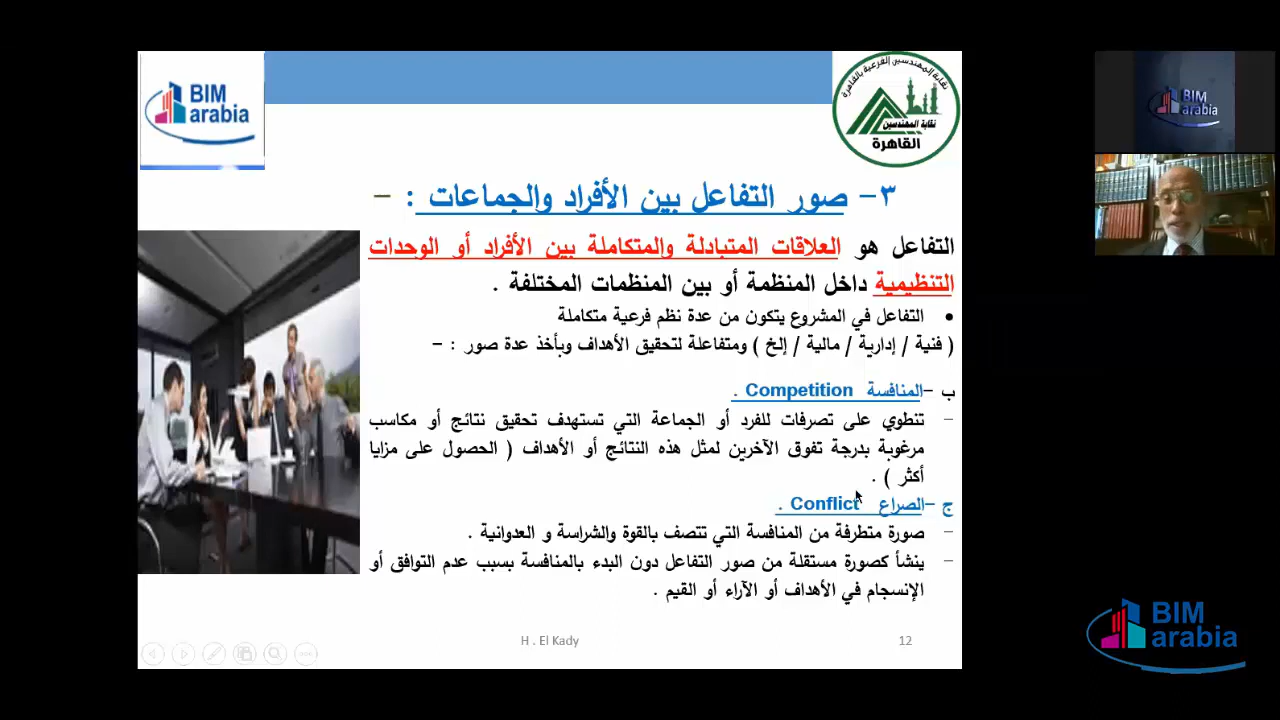 BIM
arabia
نقابة المهندسين الفرعية بالقاهرة
نقابة المهندسين
القاهرة
٣- صور التفاعل بين الأفراد والجماعات : -
التفاعل هو العلاقات المتبادلة والمتكاملة بين الأفراد أو الوحدات
التنظيمية داخل المنظمة أو بين المنظمات المختلفة .
• التفاعل في المشروع يتكون من عدة نظم فرعية متكاملة
( فنية / إدارية / مالية / إلخ ) ومتفاعلة لتحقيق الأهداف ويأخذ عدة صور : -
ب -المنافسة Competition .
- تنطوي على تصرفات للفرد أو الجماعة التي تستهدف تحقيق نتائج أو مكاسب
مرغوبة بدرجة تفوق الآخرين لمثل هذه النتائج أو الأهداف ( الحصول على مزايا
أكثر ) .
ج -الصراع Conflict .
- صورة متطرفة من المنافسة التي تتصف بالقوة والشراسة و العدوانية .
- ينشأ كصورة مستقلة من صور التفاعل دون البدء بالمنافسة بسبب عدم التوافق أو
الإنسجام في الأهداف أو الآراء أو القيم .
H . El Kady
12
BIM
arabia
BIM
arabia